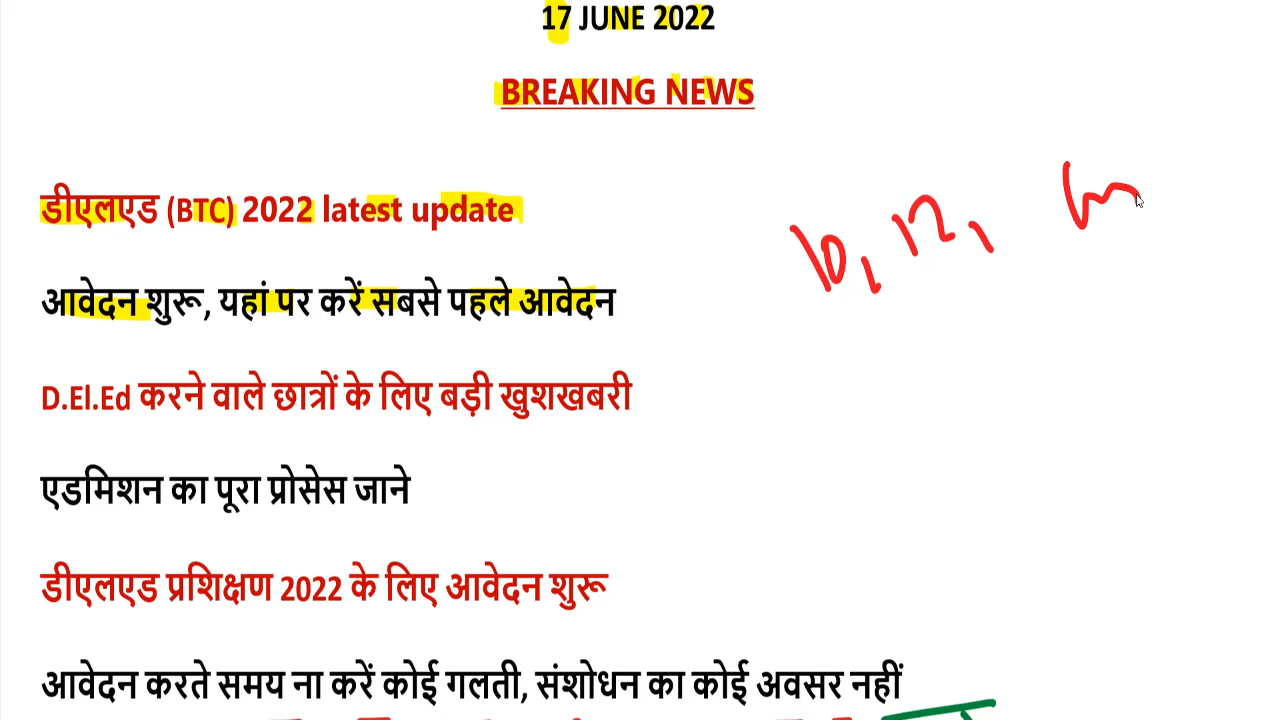 17 JUNE 2022
BREAKING NEWS
डीएलएड (BTC) 2022 latest update
10, 12,
आवेदन शुरू, यहां पर करें सबसे पहले आवेदन
D.El.Ed करने वाले छात्रों के लिए बड़ी खुशखबरी
एडमिशन का पूरा प्रोसेस जाने
डीएलएड प्रशिक्षण 2022 के लिए आवेदन शुरू
आवेदन करते समय ना करें कोई गलती, संशोधन का कोई अवसर नहीं